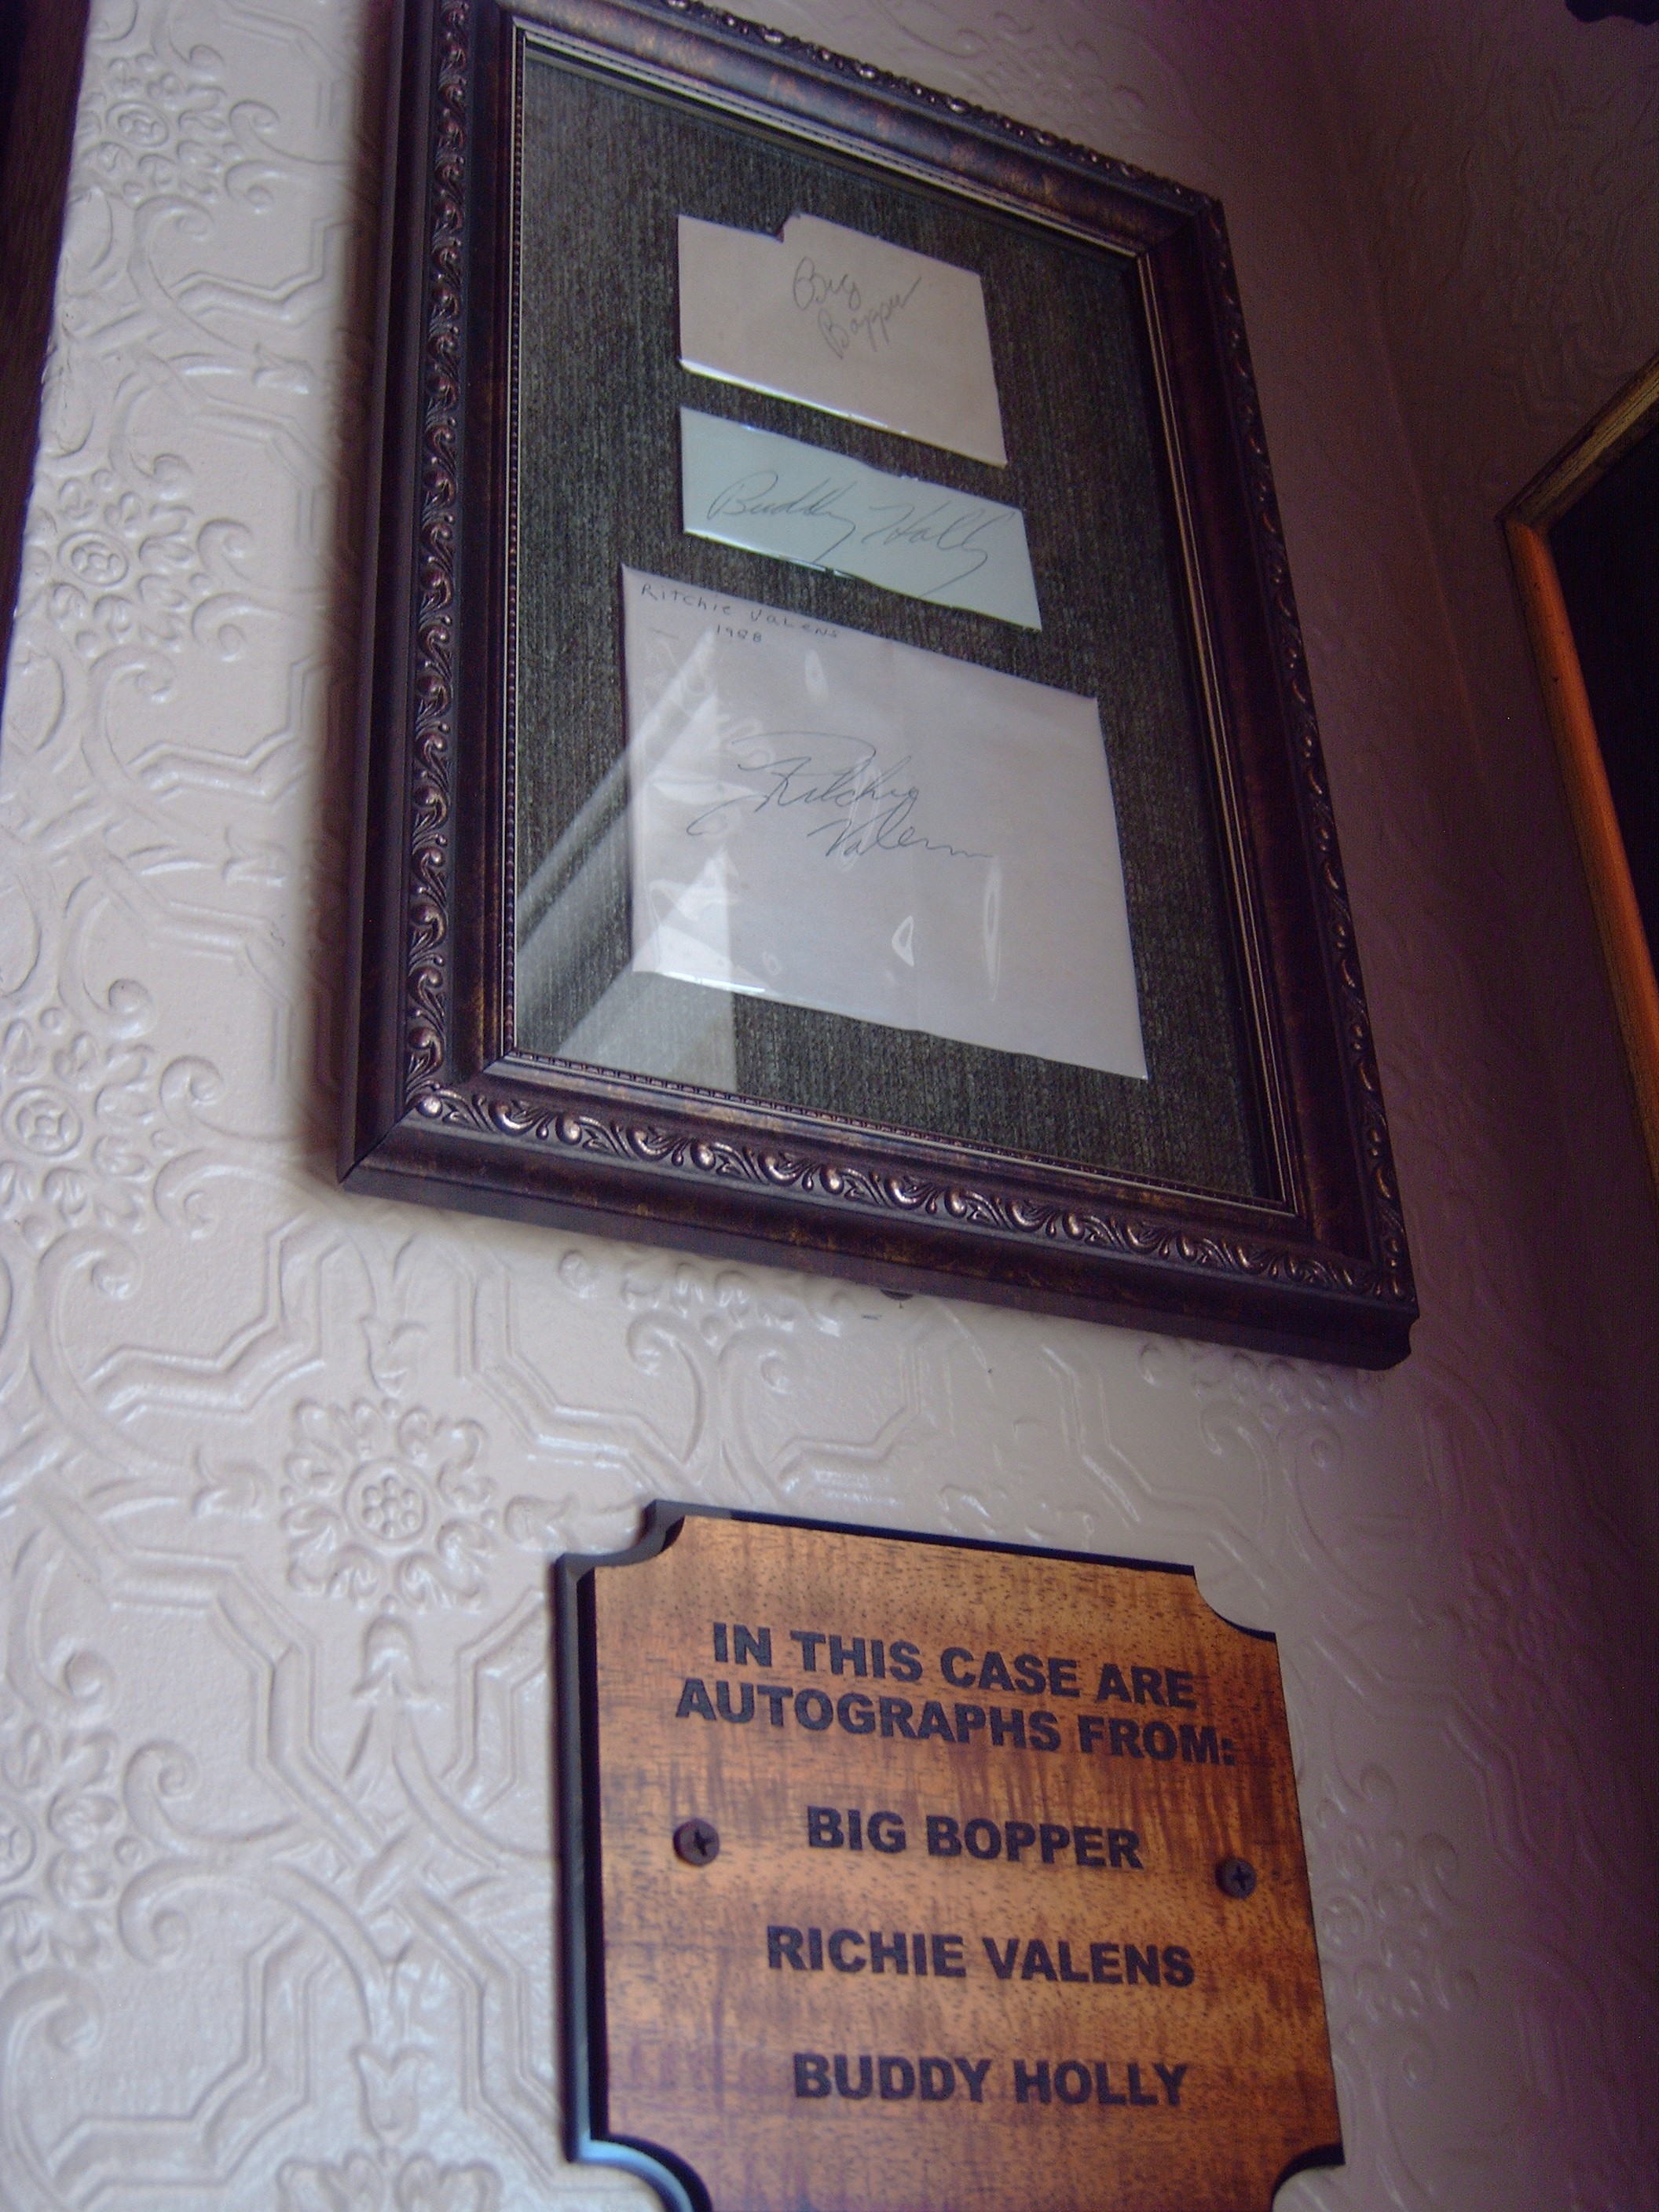 Big
Bopper
Buddy Holly
Ritchie Valens
1958
Ritchie
Valens
IN THIS CASE ARE
AUTOGRAPHS FROM:
BIG BOPPER
RICHIE VALENS
BUDDY HOLLY